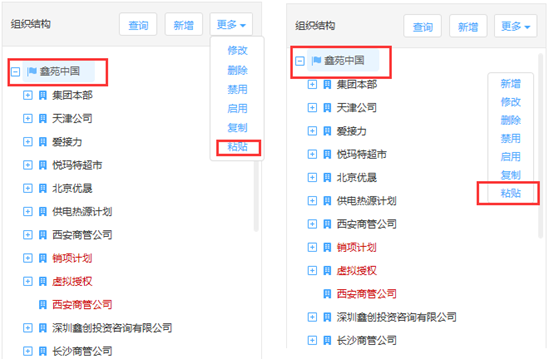 组织结构
查询
新增
更多
鑫苑中国
集团本部
天津公司
爱接力
悦玛特超市
北京优晟
供电热源计划
西安商管公司
销项计划
虚拟授权
西安商管公司
深圳鑫创投资咨询有限公司
长沙商管公司
修改
删除
禁用
启用
复制
粘贴
组织结构
查询
新增
更多
鑫苑中国
集团本部
天津公司
爱接力
悦玛特超市
北京优晟
供电热源计划
西安商管公司
销项计划
虚拟授权
西安商管公司
深圳鑫创投资咨询有限公司
长沙商管公司
新增
修改
删除
禁用
启用
复制
粘贴